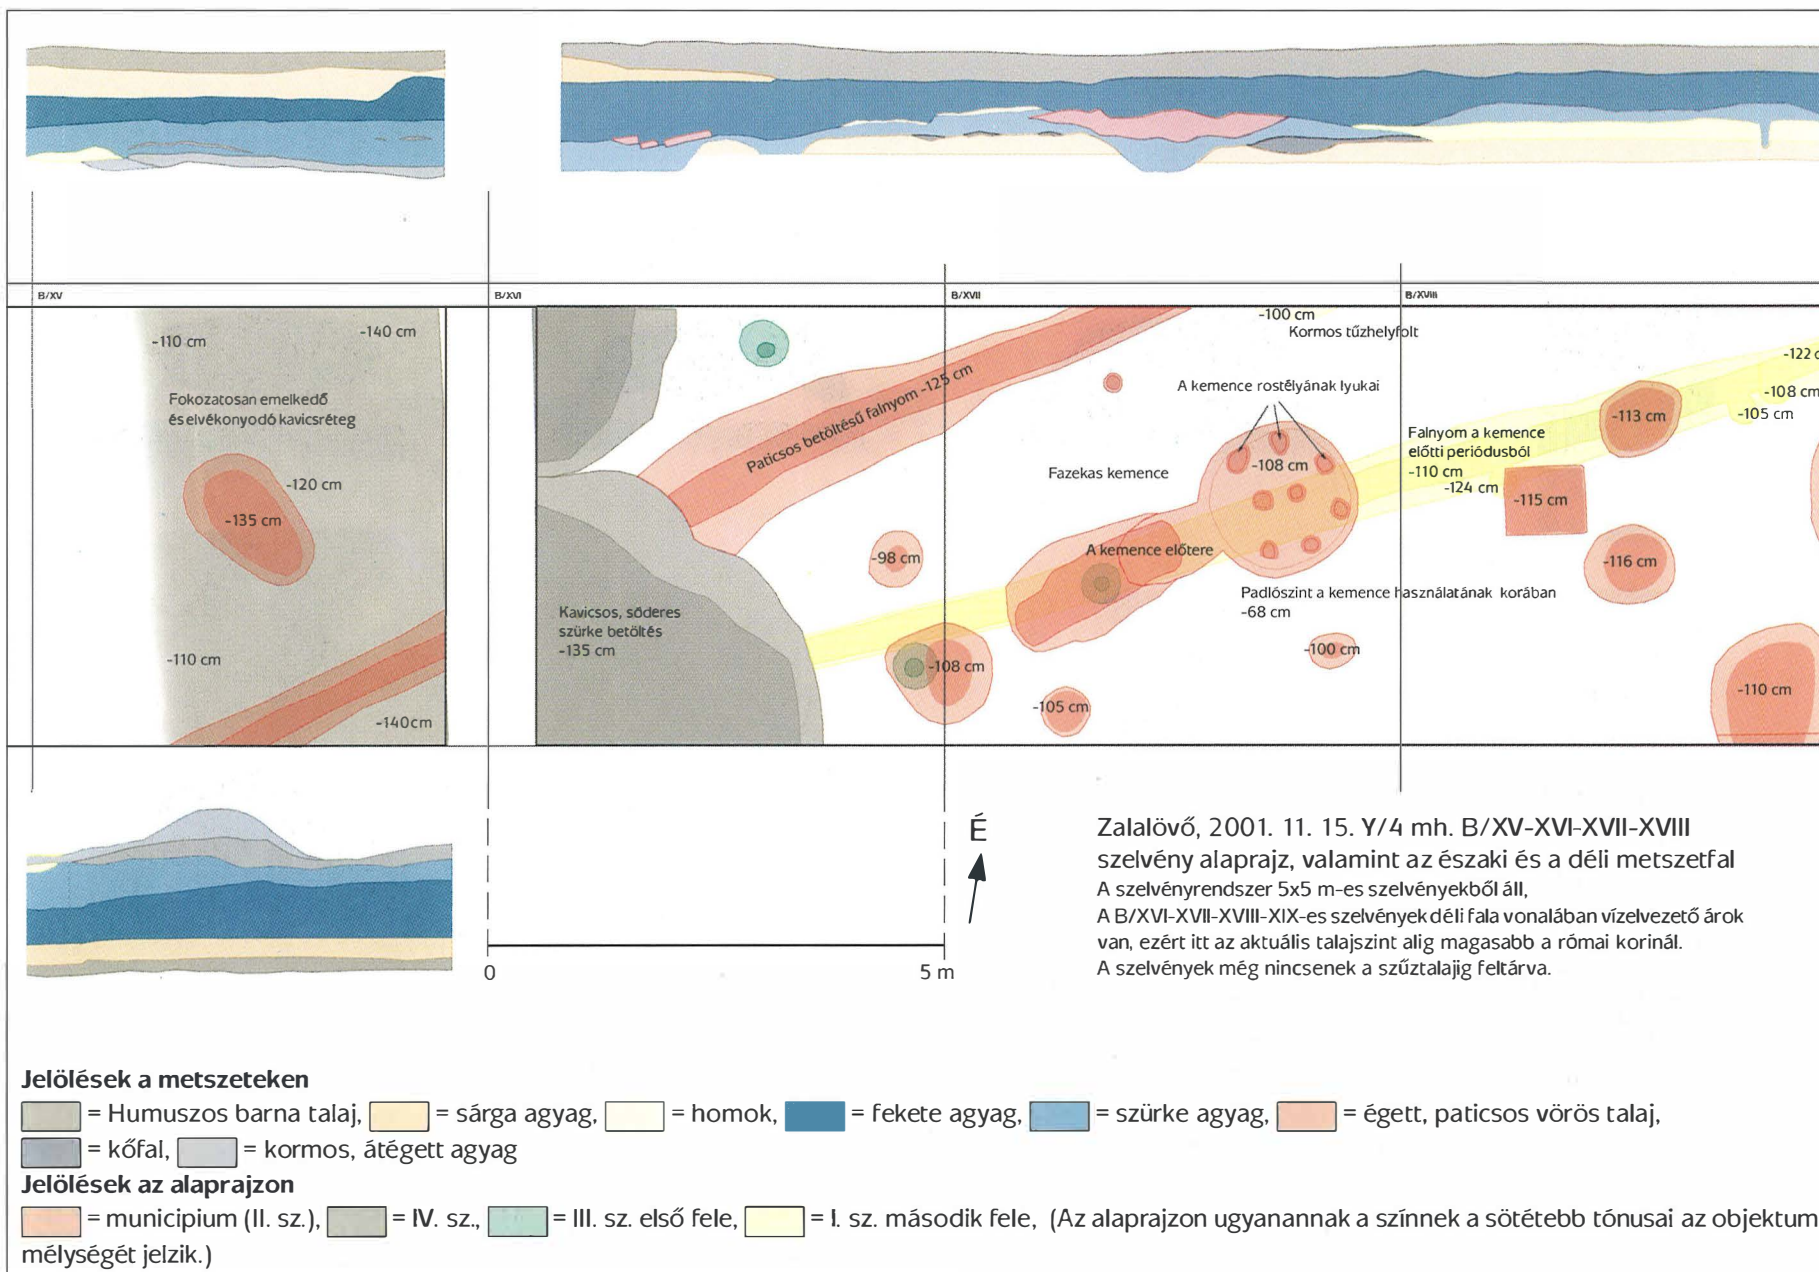 B/XV
B/XVI
B/XVII
B/XVIII
-110 cm
-140 cm
Fokozatosan emelkedő
és elvékonyodó kavicsréteg
-120 cm
-135 cm
-110 cm
-140cm
Paticsos betöltésű falnyom -125 cm
Kavicsos, sóderes
szürke betöltés
-135 cm
-98 cm
-108 cm
-105 cm
-100 cm
Kormos tűzhelyfolt
A kemence rostélyának lyukai
Fazekas kemence
-108 cm
A kemence előtere
Padlószint a kemence használatának korában
-68 cm
-100 cm
Falnyom a kemence
előtti periódusból
-110 cm
-124 cm
-122 c
-108 cm
-105 cm
-113 cm
-115 cm
-116 cm
-110 cm
0
5 m
É
Zalalövő, 2001. 11. 15. Y/4 mh. B/XV-XVI-XVII-XVIII
szelvény alaprajz, valamint az északi és a déli metszetfal
A szelvényrendszer 5x5 m-es szelvényekből áll,
A B/XVI-XVII-XVIII-XIX-es szelvények déli fala vonalában vízelvezető árok
van, ezért itt az aktuális talajszint alig magasabb a római korinál.
A szelvények még nincsenek a szűztalajig feltárva.
Jelölések a metszeteken
= Humuszos barna talaj, = sárga agyag, = homok, = fekete agyag, = szürke agyag, = égett, paticsos vörös talaj,
= kőfal, = kormos, átégett agyag
Jelölések az alaprajzon
= municipium (II. sz.), = IV. sz., = III. sz. első fele, = I. sz. második fele, (Az alaprajzon ugyanannak a színnek a sötétebb tónusai az objektum
mélységét jelzik.)